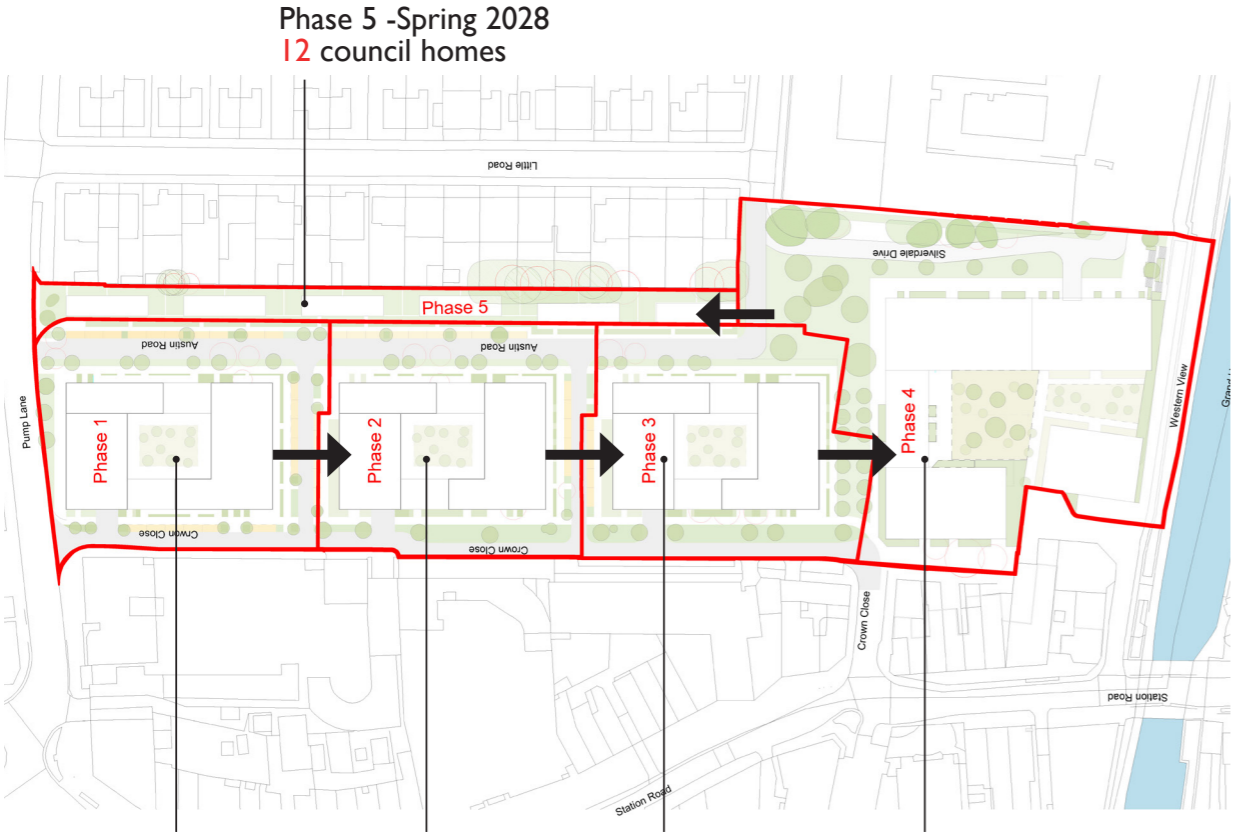 Phase 5 -Spring 2028
12 council homes
Little Road
Silverdale Drive
Phase 5
Austin Road
Austin Road
Pump Lane
Phase 1
Phase 2
Phase 3
Phase 4
Western View
Crwon Close
Crown Close
Crown Close
Station Road
Station Road